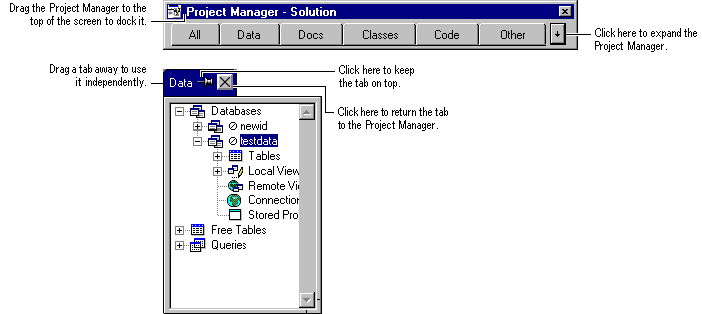 Drag the Project Manager to the
top of the screen to dock it.
Project Manager - Solution
All Data Docs Classes Code Other
Click here to expand the
Project Manager.
Drag a tab away to use
it independently.
Data
Click here to keep
the tab on top.
Click here to return the tab
to the Project Manager.
Databases
newid
testdata
Tables
Local View
Remote Vi
Connection
Stored Pro
Free Tables
Queries